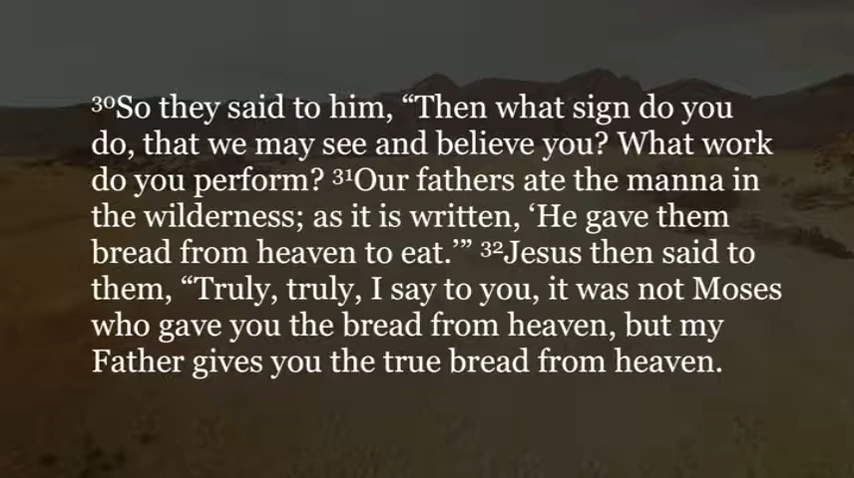 ³⁰So they said to him, “Then what sign do you
do, that we may see and believe you? What work
do you perform? ³¹Our fathers ate the manna in
the wilderness; as it is written, ‘He gave them
bread from heaven to eat.’” ³²Jesus then said to
them, “Truly, truly, I say to you, it was not Moses
who gave you the bread from heaven, but my
Father gives you the true bread from heaven.